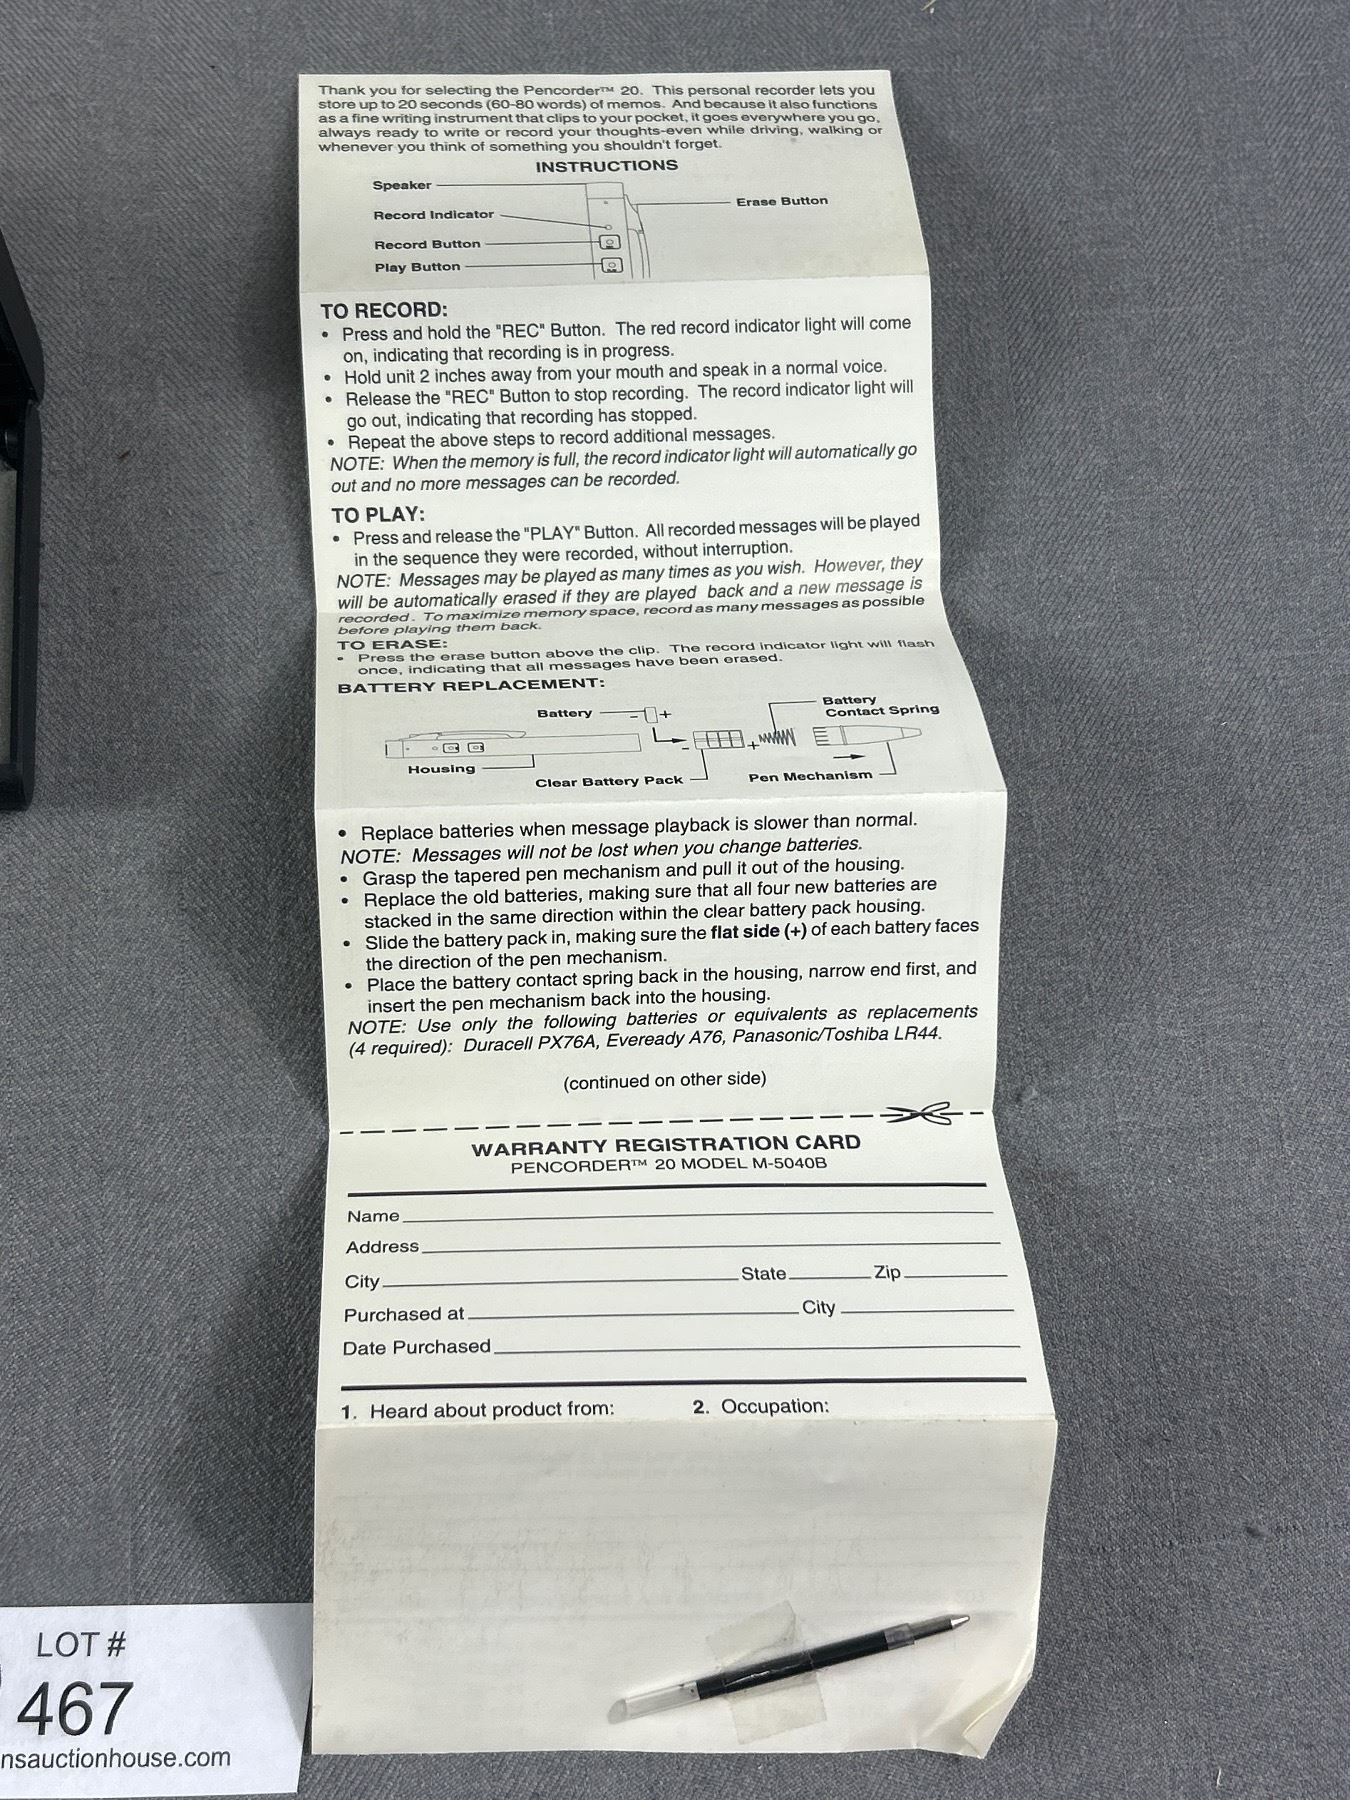 Thank you for selecting the Pencorder™ 20. This personal recorder lets you
store up to 20 seconds (60-80 words) of memos. And because it also functions
as a fine writing instrument that clips to your pocket, it goes everywhere you go,
always ready to write or record your thoughts-even while driving, walking or
whenever you think of something you shouldn't forget.
INSTRUCTIONS
Speaker
Erase Button
Record Indicator
Record Button
Play Button
TO RECORD:
• Press and hold the "REC" Button. The red record indicator light will come
on, indicating that recording is in progress.
• Hold unit 2 inches away from your mouth and speak in a normal voice.
• Release the "REC" Button to stop recording. The record indicator light will
go out, indicating that recording has stopped.
• Repeat the above steps to record additional messages.
NOTE: When the memory is full, the record indicator light will automatically go
out and no more messages can be recorded.
TO PLAY:
• Press and release the "PLAY" Button. All recorded messages will be played
in the sequence they were recorded, without interruption.
NOTE: Messages may be played as many times as you wish. However, they
will be automatically erased if they are played back and a new message is
recorded. To maximize memory space, record as many messages as possible
before playing them back.
TO ERASE:
• Press the erase button above the clip. The record indicator light will flash
once, indicating that all messages have been erased.
BATTERY REPLACEMENT:
Battery
- +
Battery
Contact Spring
- +
Housing
Clear Battery Pack
Pen Mechanism
• Replace batteries when message playback is slower than normal.
NOTE: Messages will not be lost when you change batteries.
• Grasp the tapered pen mechanism and pull it out of the housing.
• Replace the old batteries, making sure that all four new batteries are
stacked in the same direction within the clear battery pack housing.
• Slide the battery pack in, making sure the flat side (+) of each battery faces
the direction of the pen mechanism.
• Place the battery contact spring back in the housing, narrow end first, and
insert the pen mechanism back into the housing.
NOTE: Use only the following batteries or equivalents as replacements
(4 required): Duracell PX76A, Eveready A76, Panasonic/Toshiba LR44.
(continued on other side)
WARRANTY REGISTRATION CARD
PENCORDER™ 20 MODEL M-5040B
Name
Address
City State Zip
Purchased at City
Date Purchased
1. Heard about product from: 2. Occupation:
LOT #
467
nsauctionhouse.com